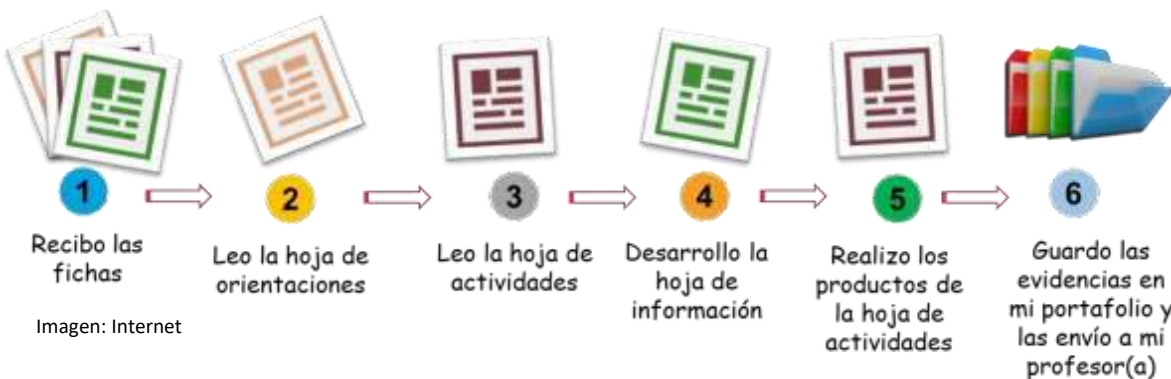 1
Recibo las
fichas
2
Leo la hoja de
orientaciones
3
Leo la hoja de
actividades
4
Desarrollo la
hoja de
información
5
Realizo los
productos de
la hoja de
actividades
6
Guardo las
evidencias en
mi portafolio y
las envío a mi
profesor(a)
Imagen: Internet